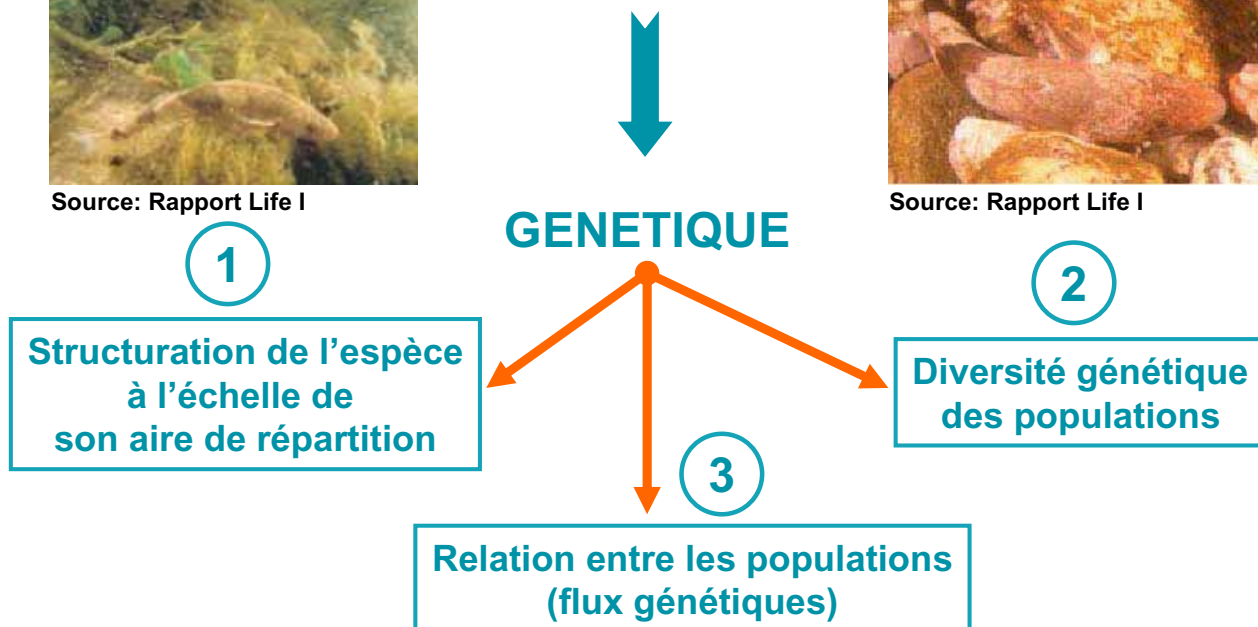 Source: Rapport Life I
Source: Rapport Life I
GENETIQUE
1
2
Structuration de l’espèce
à l’échelle de
son aire de répartition
Diversité génétique
des populations
3
Relation entre les populations
(flux génétiques)